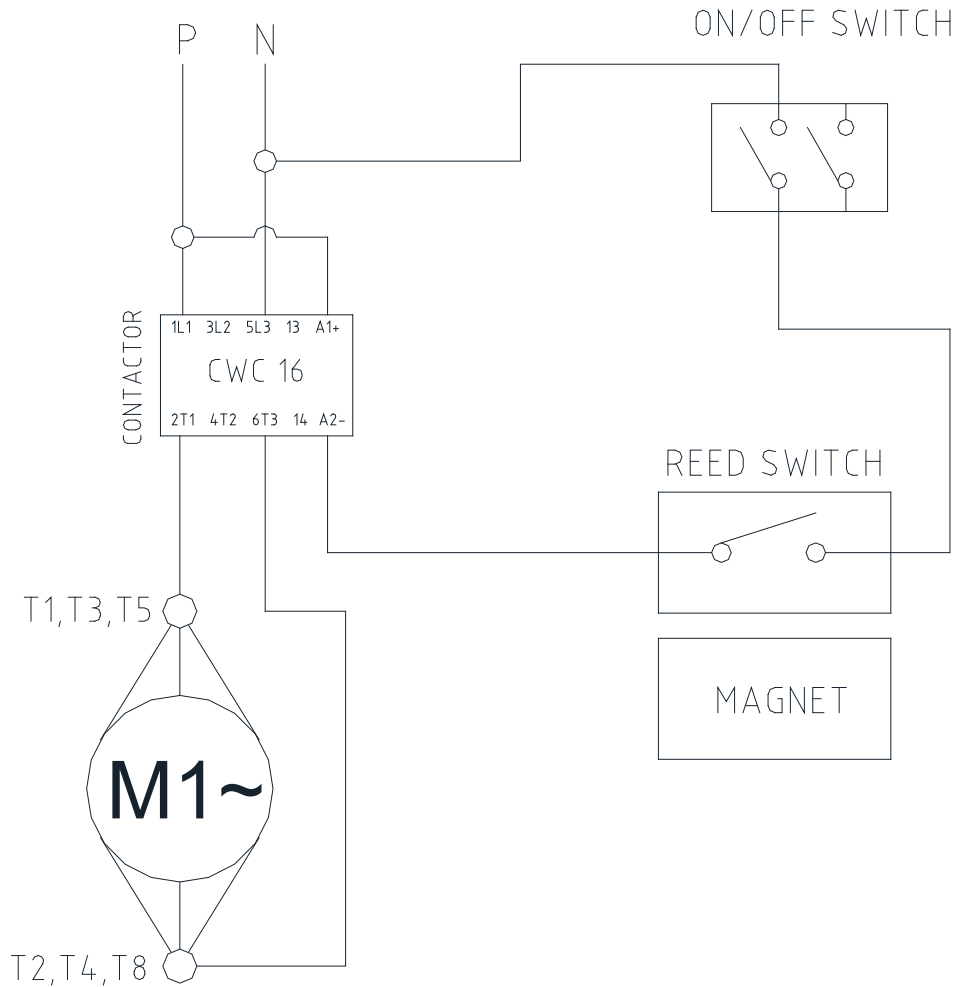 ON/OFF SWITCH
P N
1L1 3L2 5L3 13 A1+
CONTACTOR
CWC 16
2T1 4T2 6T3 14 A2-
REED SWITCH
T1,T3,T5
MAGNET
M1~
T2,T4,T8